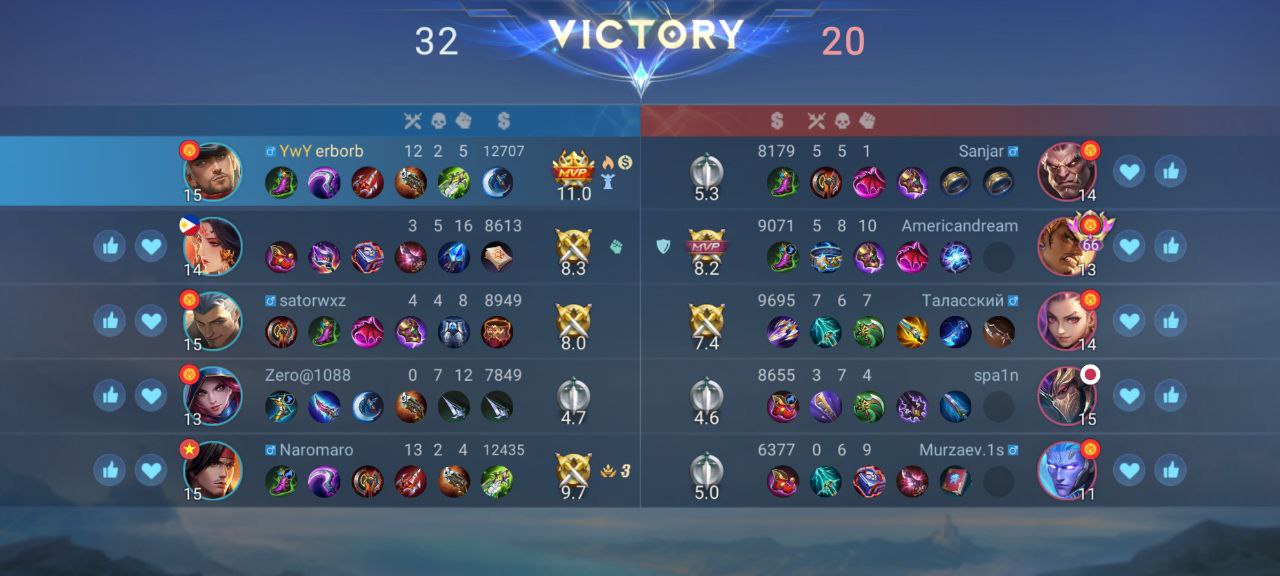 32 VICTORY 20
YwY erborb 12 2 5 12707
15 MVP 11.0
8179 5 5 1 Sanjar
5.3 14
3 5 16 8613
14 8.3
9071 5 8 10 Americandream
MVP 8.2 66 13
satorwxz 4 4 8 8949
15 8.0
9695 7 6 7 Таласский
7.4 14
Zero@1088 0 7 12 7849
13 4.7
8655 3 7 4 spa1n
4.6 15
Naromaro 13 2 4 12435
15 9.7 3
6377 0 6 9 Murzaev.1s
5.0 11